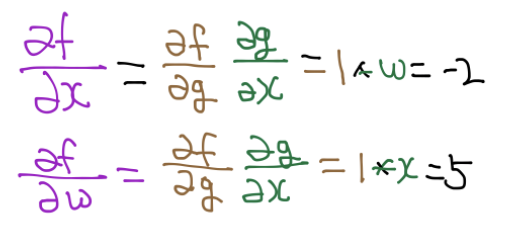 ∂f/∂x = ∂f/∂g ∂g/∂x = 1 * w = -2
∂f/∂w = ∂f/∂g ∂g/∂x = 1 * x = 5